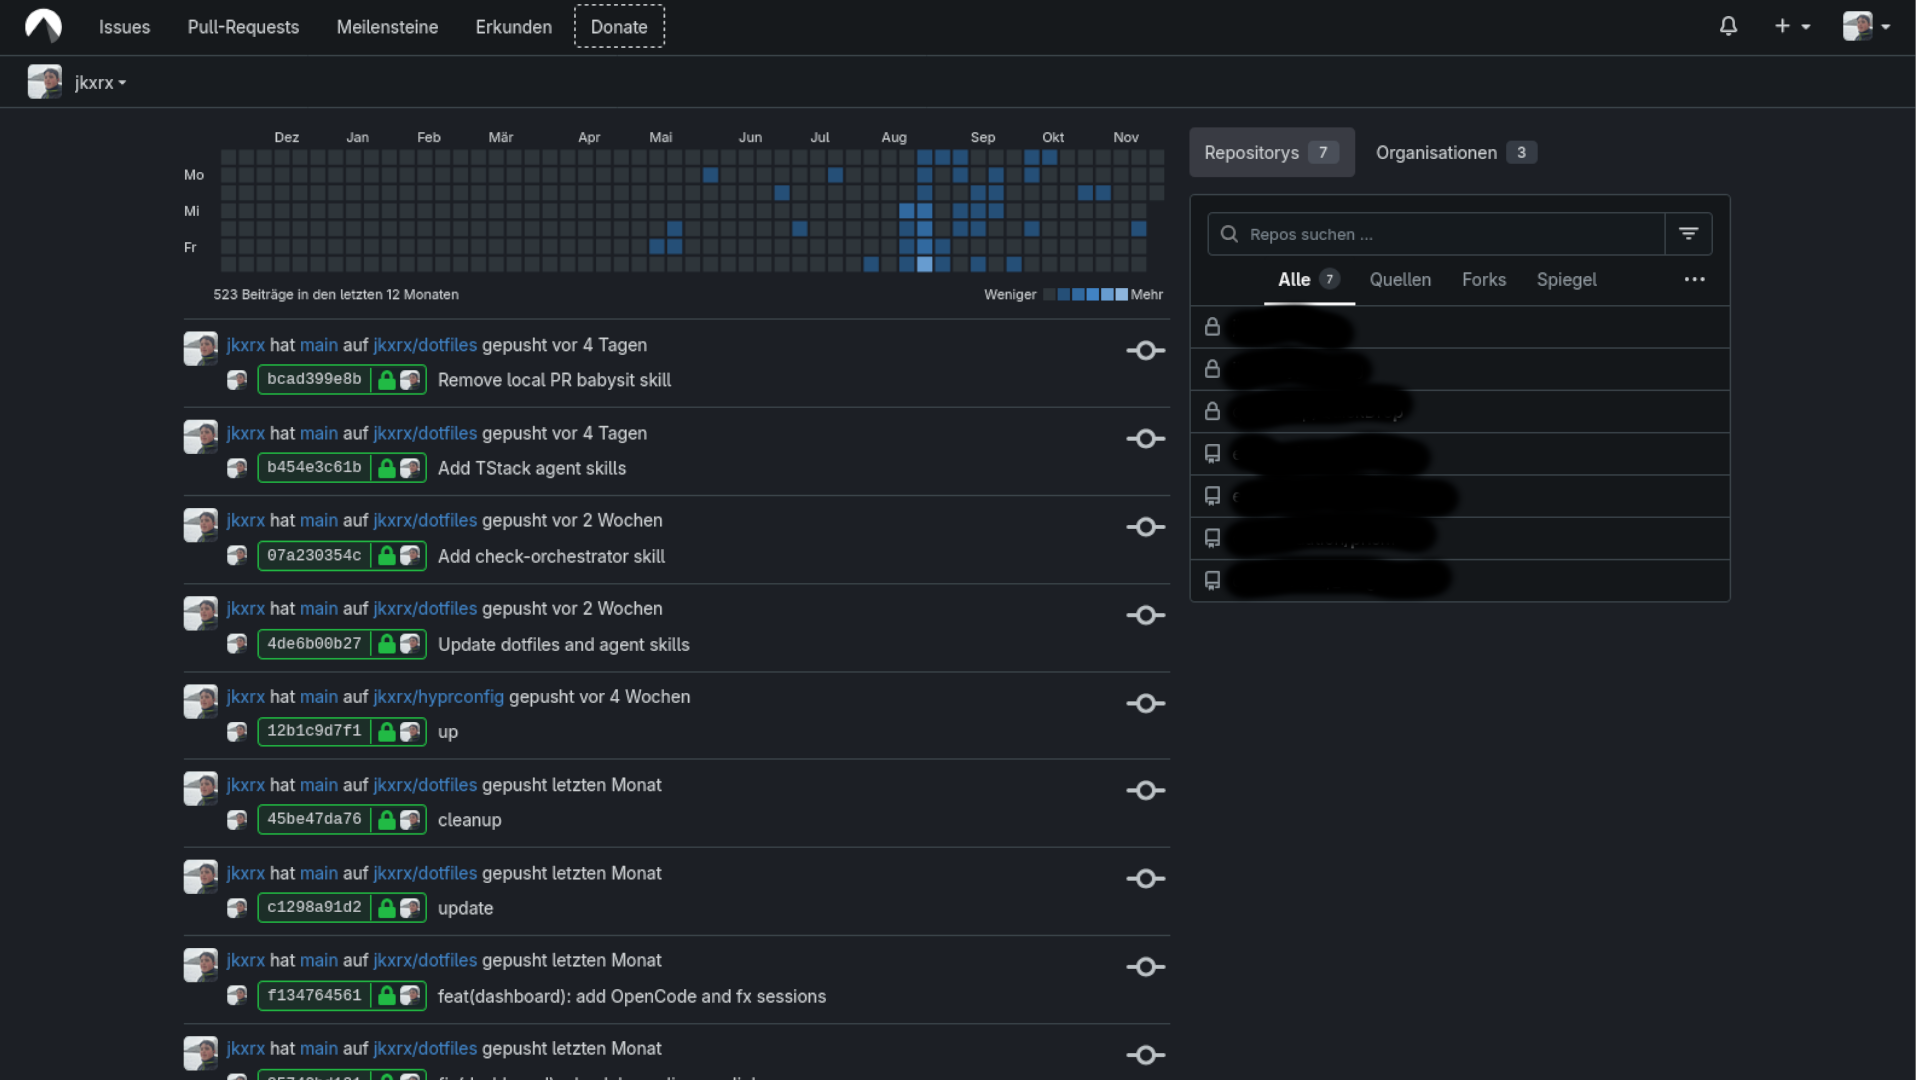 Issues Pull-Requests Meilensteine Erkunden Donate
jkxrx
Dez Jan Feb Mär Apr Mai Jun Jul Aug Sep Okt Nov
Mo
Mi
Fr
523 Beiträge in den letzten 12 Monaten Weniger Mehr
jkxrx hat main auf jkxrx/dotfiles gepusht vor 4 Tagen
bcad399e8b Remove local PR babysit skill
jkxrx hat main auf jkxrx/dotfiles gepusht vor 4 Tagen
b454e3c61b Add TStack agent skills
jkxrx hat main auf jkxrx/dotfiles gepusht vor 2 Wochen
07a230354c Add check-orchestrator skill
jkxrx hat main auf jkxrx/dotfiles gepusht vor 2 Wochen
4de6b00b27 Update dotfiles and agent skills
jkxrx hat main auf jkxrx/hyprconfig gepusht vor 4 Wochen
12b1c9d7f1 up
jkxrx hat main auf jkxrx/dotfiles gepusht letzten Monat
45be47da76 cleanup
jkxrx hat main auf jkxrx/dotfiles gepusht letzten Monat
c1298a91d2 update
jkxrx hat main auf jkxrx/dotfiles gepusht letzten Monat
f134764561 feat(dashboard): add OpenCode and fx sessions
jkxrx hat main auf jkxrx/dotfiles gepusht letzten Monat
Repositorys 7 Organisationen 3
Repos suchen ...
Alle 7 Quellen Forks Spiegel